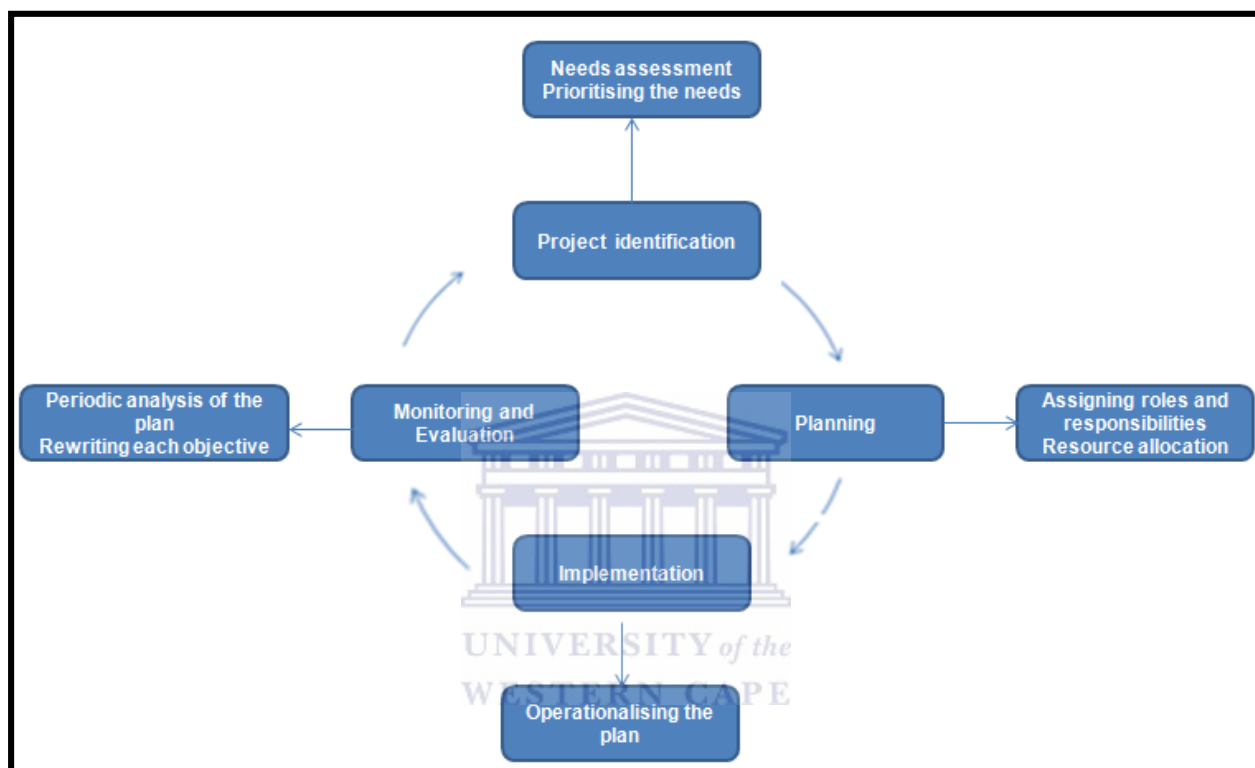 Needs assessment
Prioritising the needs
Project identification
Periodic analysis of the
plan
Rewriting each objective
Monitoring and
Evaluation
Planning
Assigning roles and
responsibilities
Resource allocation
Implementation
UNIVERSITY of the
WESTERN CAPE
Operationalising the
plan